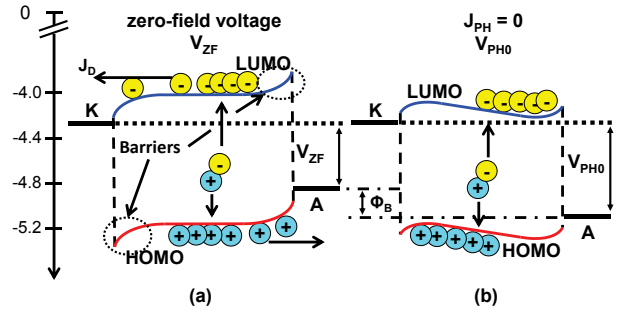 0
-4.0
-4.4
-4.8
-5.2
zero-field voltage
V_ZF
J_D
LUMO
K
Barriers
V_ZF
A
HOMO
- - - - - -
-
+
+ + + + + +
(a)
J_PH = 0
V_PH0
LUMO
K
V_PH0
Φ_B
A
HOMO
- - - - -
-
+
+ + + + +
(b)